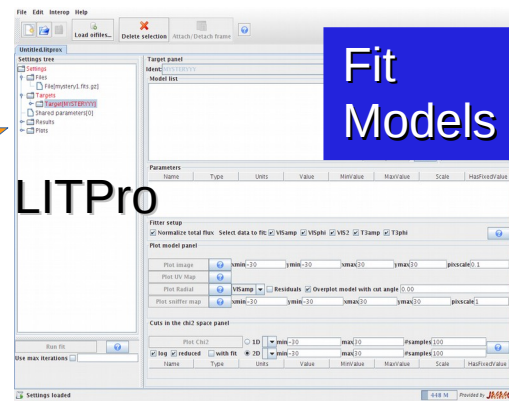 File Edit Interop Help
Load oifiles... Delete selection Attach/Detach frame
Untitled.litprox
Settings tree
Settings
Files
File[mystery1.fits.gz]
Targets
Target[MYSTERYY]
Shared parameters[0]
Results
Plots
Target panel
Ident: MYSTERYY
Model list
Fit
Models
LITPro
Parameters
Name Type Units Value MinValue MaxValue Scale HasFixedValue
Fitter setup
Normalize total flux Select data to fit: VISamp VISphi VIS2 T3amp T3phi
Plot model panel
Plot Image xmin -30 ymin -30 xmax 30 ymax 30 pixscale 0.1
Plot UV Map
Plot Radial VISamp Residuals Overplot model with cut angle 0.00
Plot sniffer map xmin -30 ymin -30 xmax 30 ymax 30 pixscale 1
Cuts in the chi2 space panel
Plot Chi2 1D min -30 max 30 #samples 100
log reduced with fit 2D min -30 max 30 #samples 100
Name Type Units Value MinValue MaxValue Scale HasFixedValue
Run fit
Use max iterations
Settings loaded
448 M Provided by JMMC